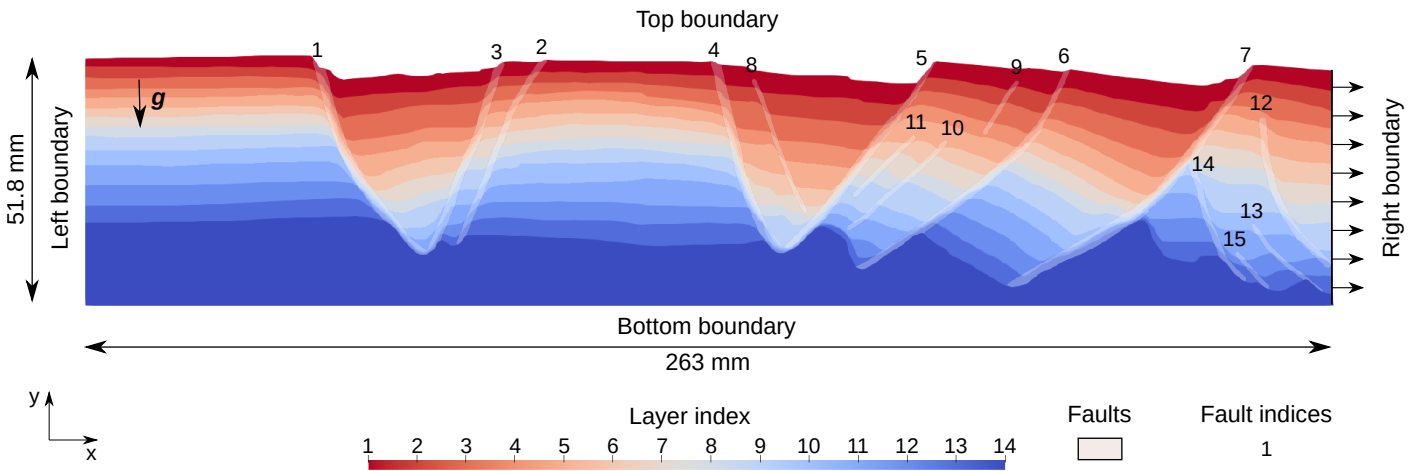 Top boundary
1
3
2
4
8
5
9
6
7
g
12
11
10
14
13
15
51.8 mm
Left boundary
Right boundary
Bottom boundary
263 mm
y
x
Layer index
1 2 3 4 5 6 7 8 9 10 11 12 13 14
Faults
Fault indices
1